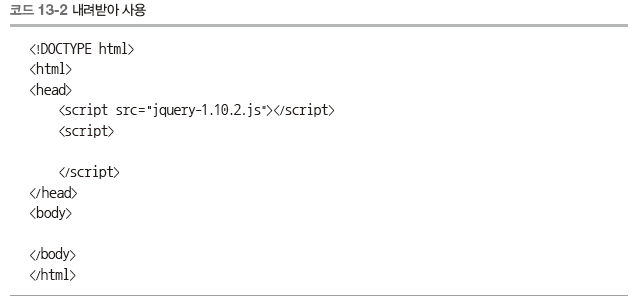 코드 13-2 내려받아 사용
<!DOCTYPE html>
<html>
<head>
    <script src="jquery-1.10.2.js"></script>
    <script>

    </script>
</head>
<body>

</body>
</html>